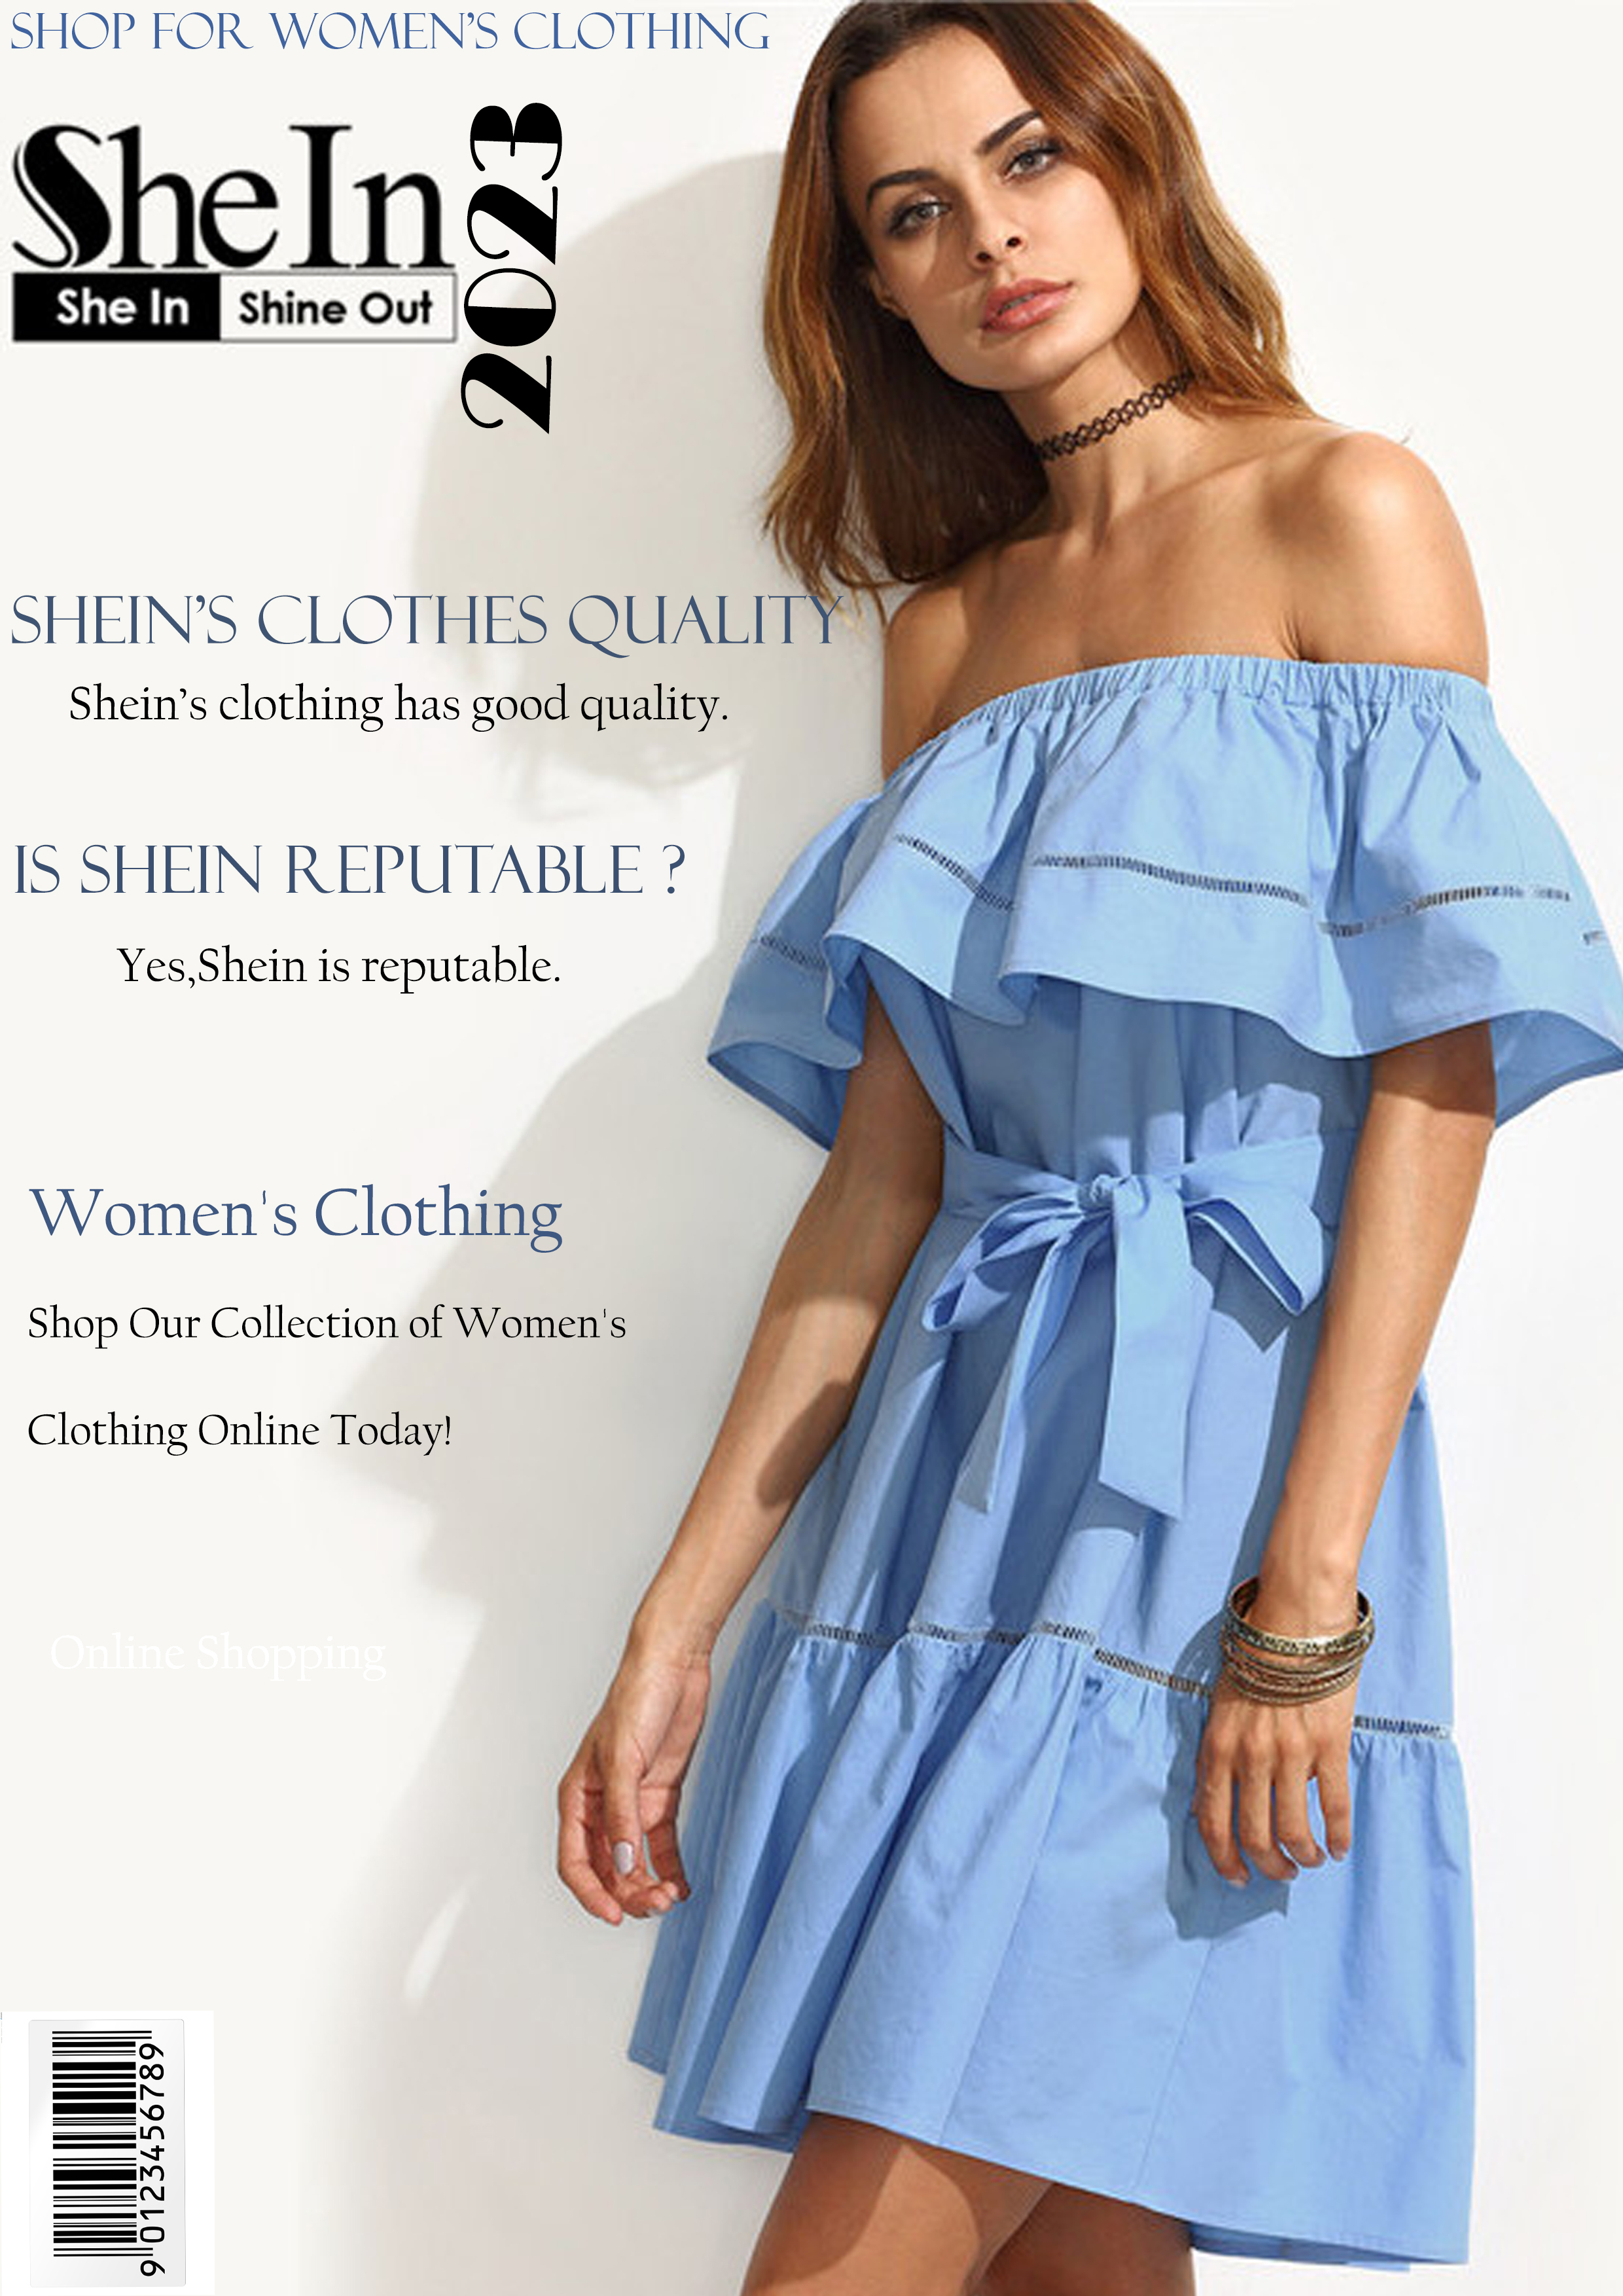 SHOP FOR WOMEN'S CLOTHING
SheIn
She In Shine Out
2023
SHEIN'S CLOTHES QUALITY
Shein's clothing has good quality.
IS SHEIN REPUTABLE ?
Yes,Shein is reputable.
Women's Clothing
Shop Our Collection of Women's
Clothing Online Today!
Online Shopping
9 0123456789